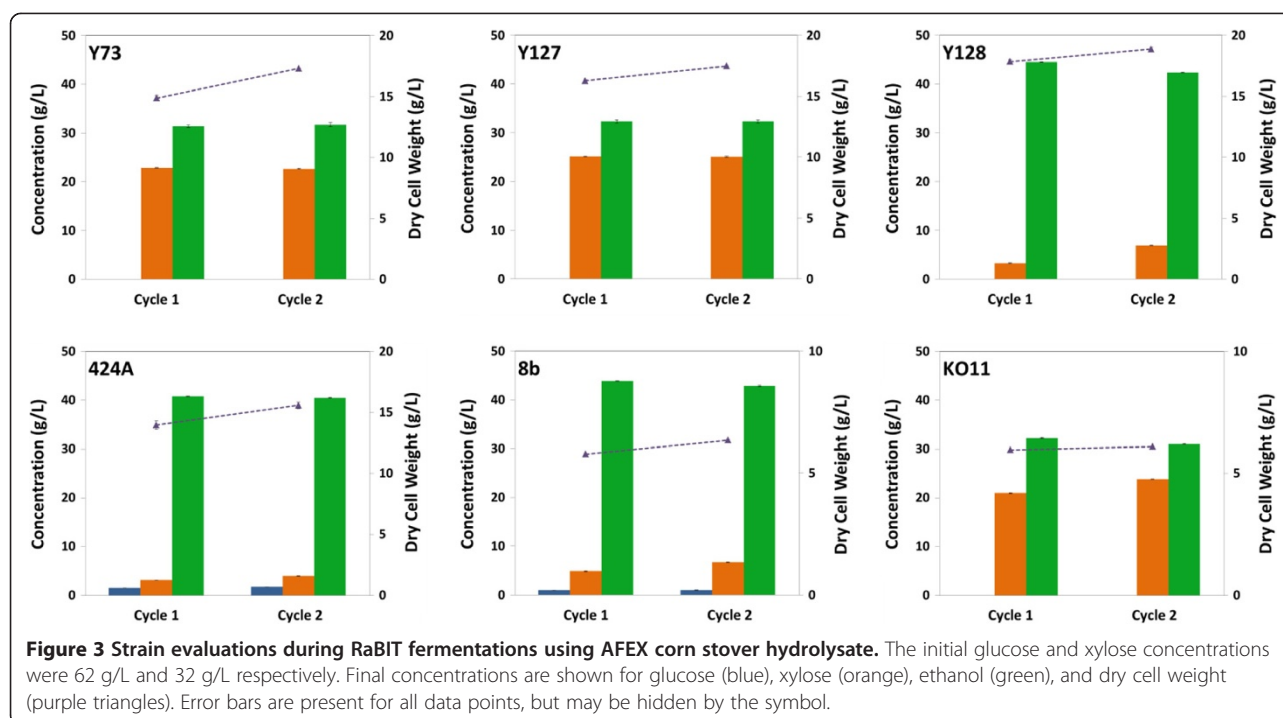 Y73
50
40
30
20
10
0
Concentration (g/L)
20
15
10
5
0
Dry Cell Weight (g/L)
Cycle 1 Cycle 2
Y127
50
40
30
20
10
0
Concentration (g/L)
20
15
10
5
0
Dry Cell Weight (g/L)
Cycle 1 Cycle 2
Y128
50
40
30
20
10
0
Concentration (g/L)
20
15
10
5
0
Dry Cell Weight (g/L)
Cycle 1 Cycle 2
424A
50
40
30
20
10
0
Concentration (g/L)
20
15
10
5
0
Dry Cell Weight (g/L)
Cycle 1 Cycle 2
8b
50
40
30
20
10
0
Concentration (g/L)
10
5
0
Dry Cell Weight (g/L)
Cycle 1 Cycle 2
KO11
50
40
30
20
10
0
Concentration (g/L)
10
5
0
Dry Cell Weight (g/L)
Cycle 1 Cycle 2
Figure 3 Strain evaluations during RaBIT fermentations using AFEX corn stover hydrolysate. The initial glucose and xylose concentrations
were 62 g/L and 32 g/L respectively. Final concentrations are shown for glucose (blue), xylose (orange), ethanol (green), and dry cell weight
(purple triangles). Error bars are present for all data points, but may be hidden by the symbol.